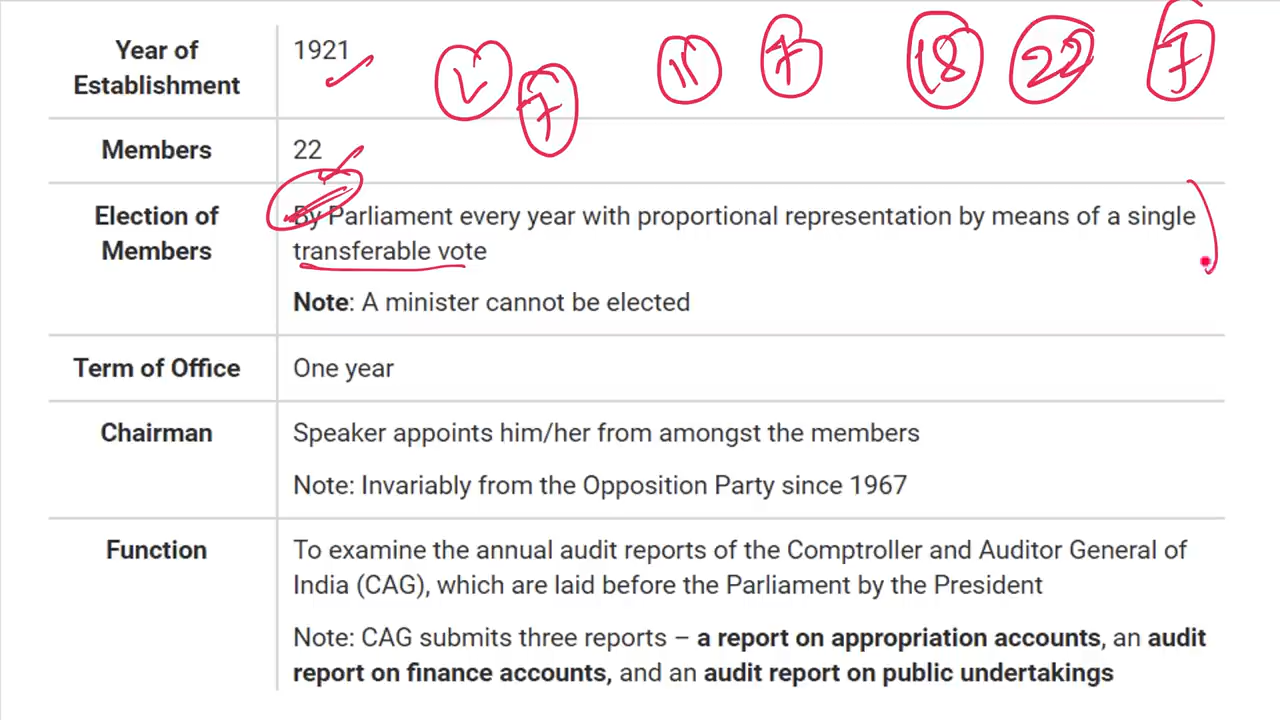 Year of Establishment
1921
Members
22
Election of Members
By Parliament every year with proportional representation by means of a single
transferable vote
Note: A minister cannot be elected
Term of Office
One year
Chairman
Speaker appoints him/her from amongst the members
Note: Invariably from the Opposition Party since 1967
Function
To examine the annual audit reports of the Comptroller and Auditor General of
India (CAG), which are laid before the Parliament by the President
Note: CAG submits three reports – a report on appropriation accounts, an audit
report on finance accounts, and an audit report on public undertakings
18 22 7